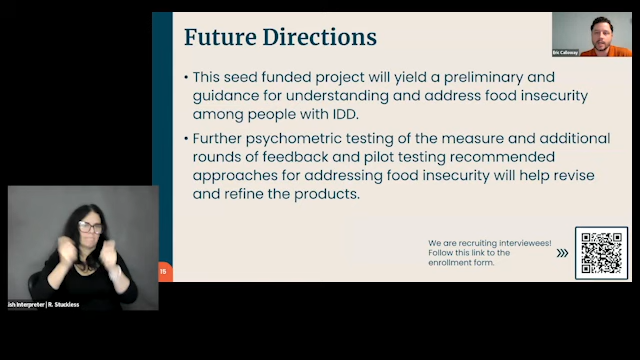 Future Directions
Eric Calloway
• This seed funded project will yield a preliminary and
guidance for understanding and address food insecurity
among people with IDD.
• Further psychometric testing of the measure and additional
rounds of feedback and pilot testing recommended
approaches for addressing food insecurity will help revise
and refine the products.
We are recruiting interviewees!
Follow this link to the
enrollment form.
15
ish Interpreter | R. Stuckless